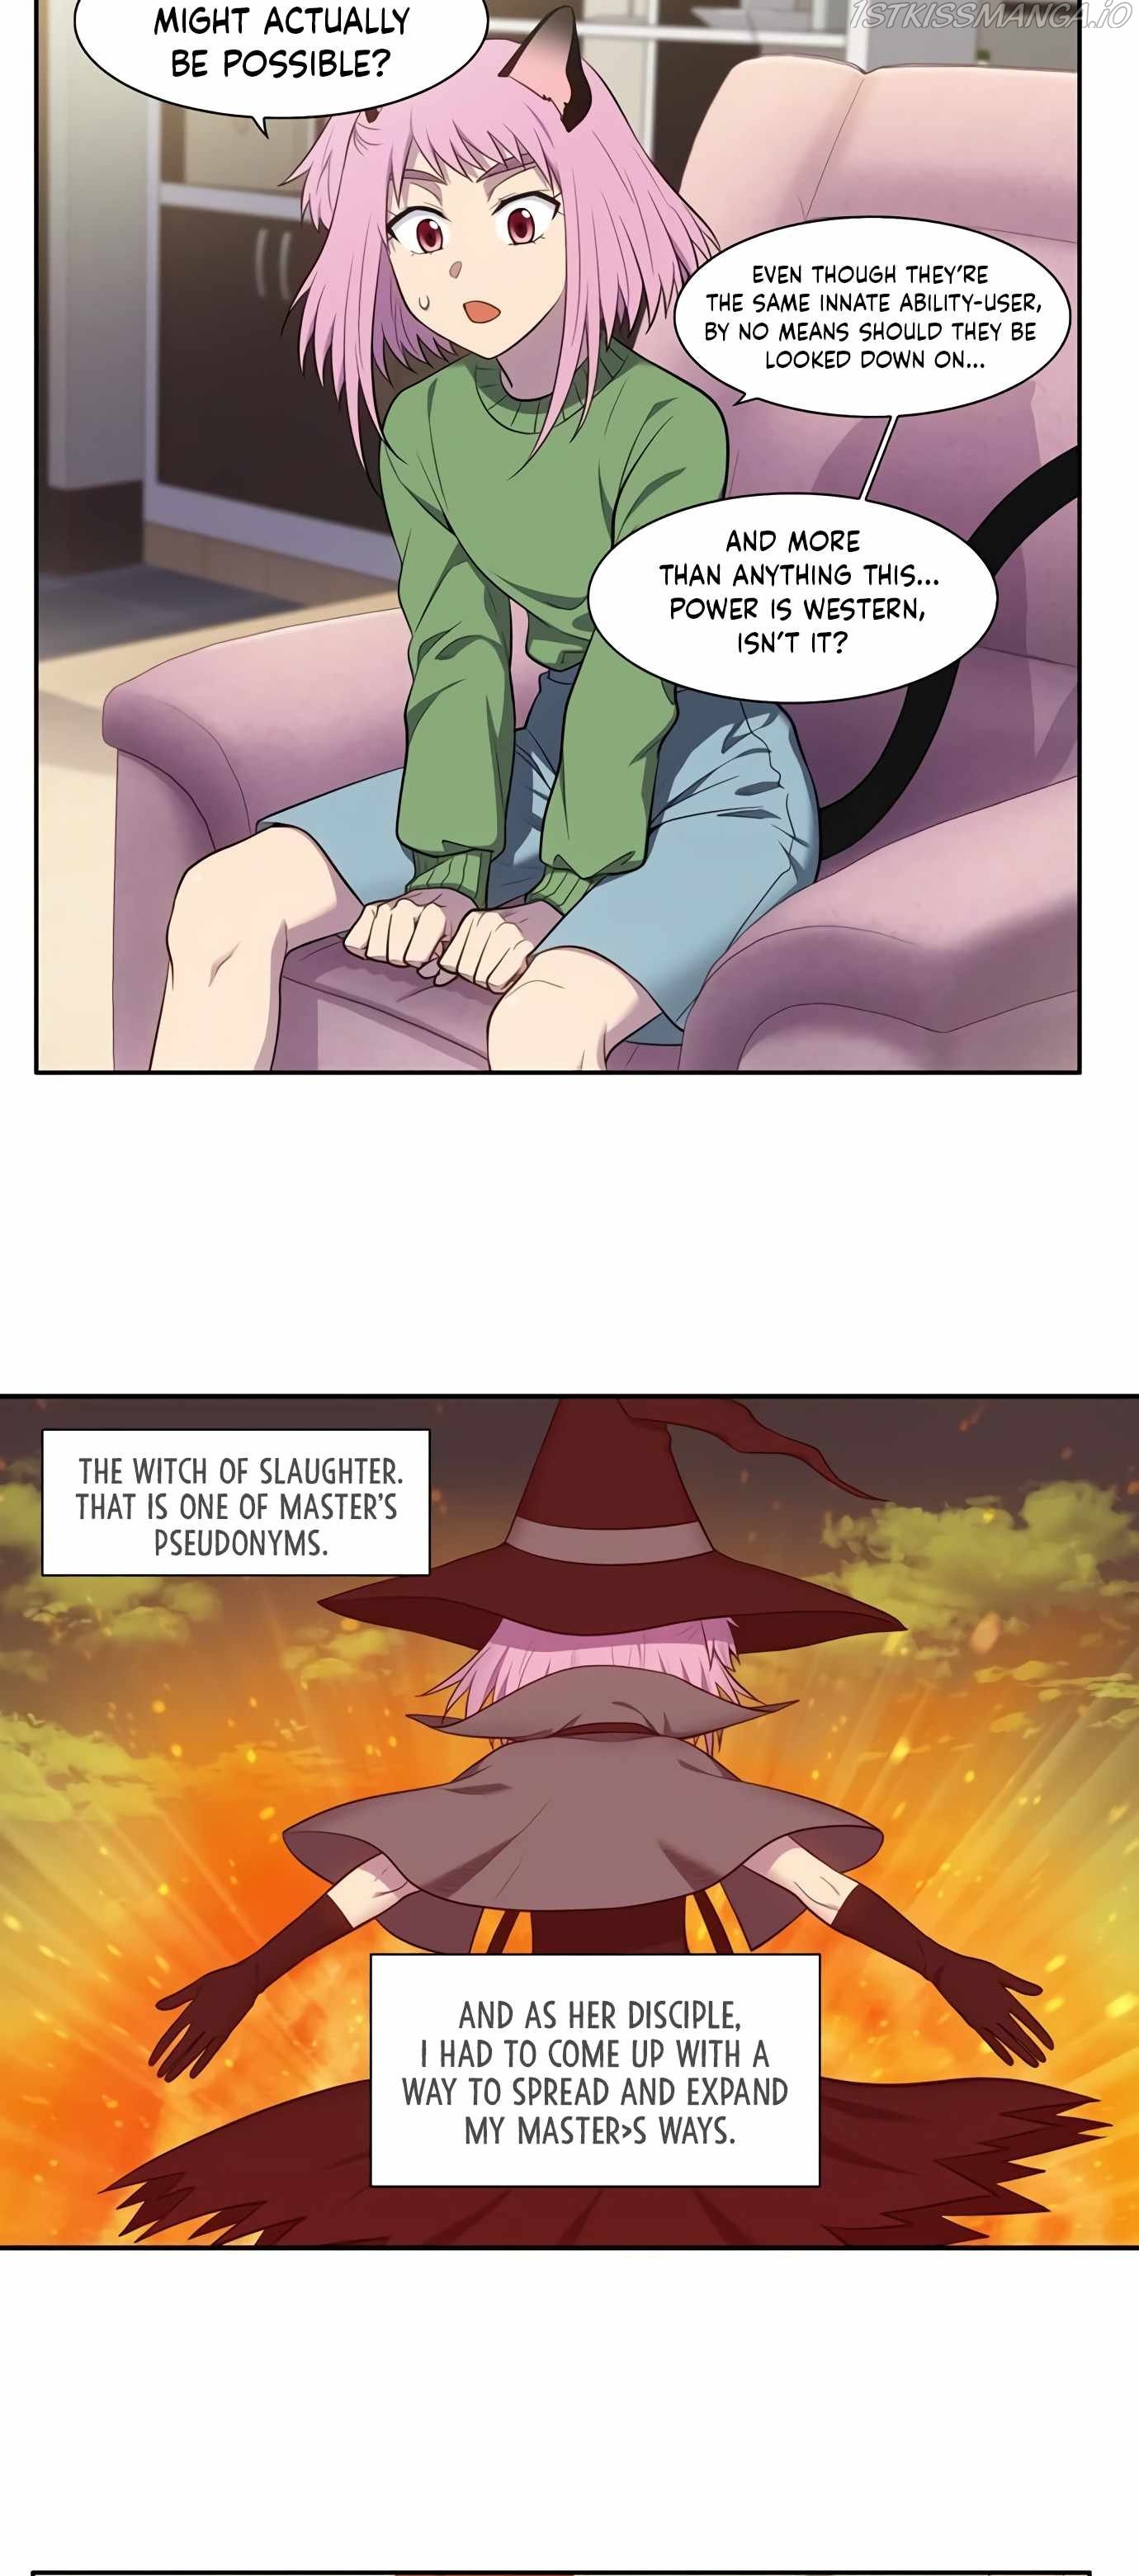 1STKISSMANGA.iO
MIGHT ACTUALLY
BE POSSIBLE?
EVEN THOUGH THEY'RE
THE SAME INNATE ABILITY-USER,
BY NO MEANS SHOULD THEY BE
LOOKED DOWN ON...
AND MORE
THAN ANYTHING THIS...
POWER IS WESTERN,
ISN'T IT?
THE WITCH OF SLAUGHTER.
THAT IS ONE OF MASTER'S
PSEUDONYMS.
AND AS HER DISCIPLE,
I HAD TO COME UP WITH A
WAY TO SPREAD AND EXPAND
MY MASTER>S WAYS.